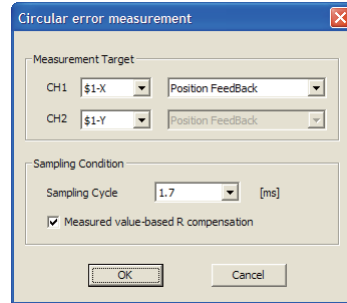 Circular error measurement
Measurement Target
CH1 $1-X Position FeedBack
CH2 $1-Y Position FeedBack
Sampling Condition
Sampling Cycle 1.7 [ms]
Measured value-based R compensation
OK Cancel